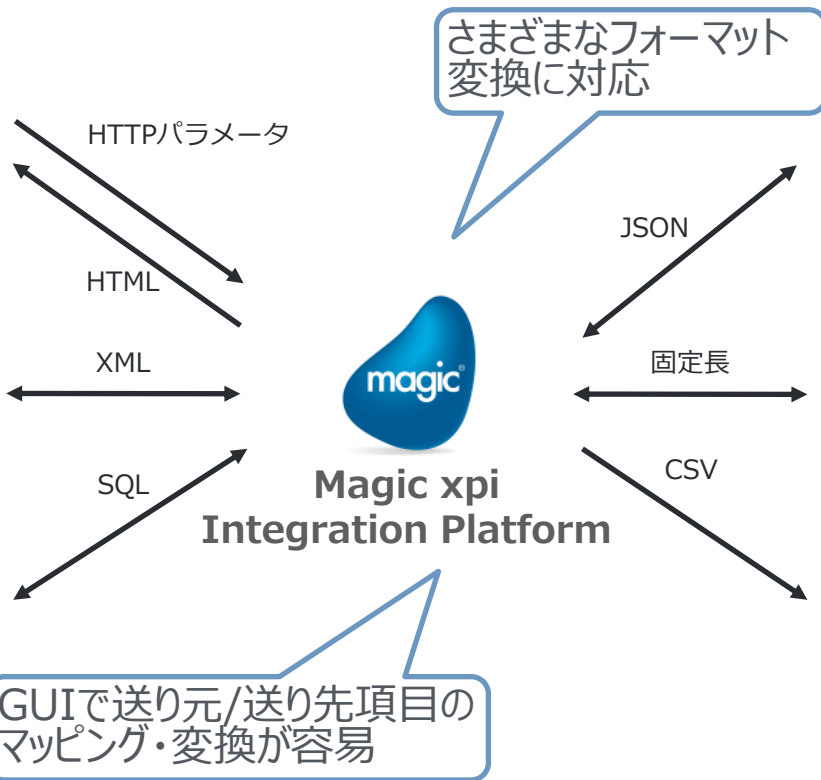 さまざまなフォーマット
変換に対応
HTTPパラメータ
HTML
XML
SQL
JSON
固定長
CSV
magic®
Magic xpi
Integration Platform
GUIで送り元/送り先項目の
マッピング・変換が容易